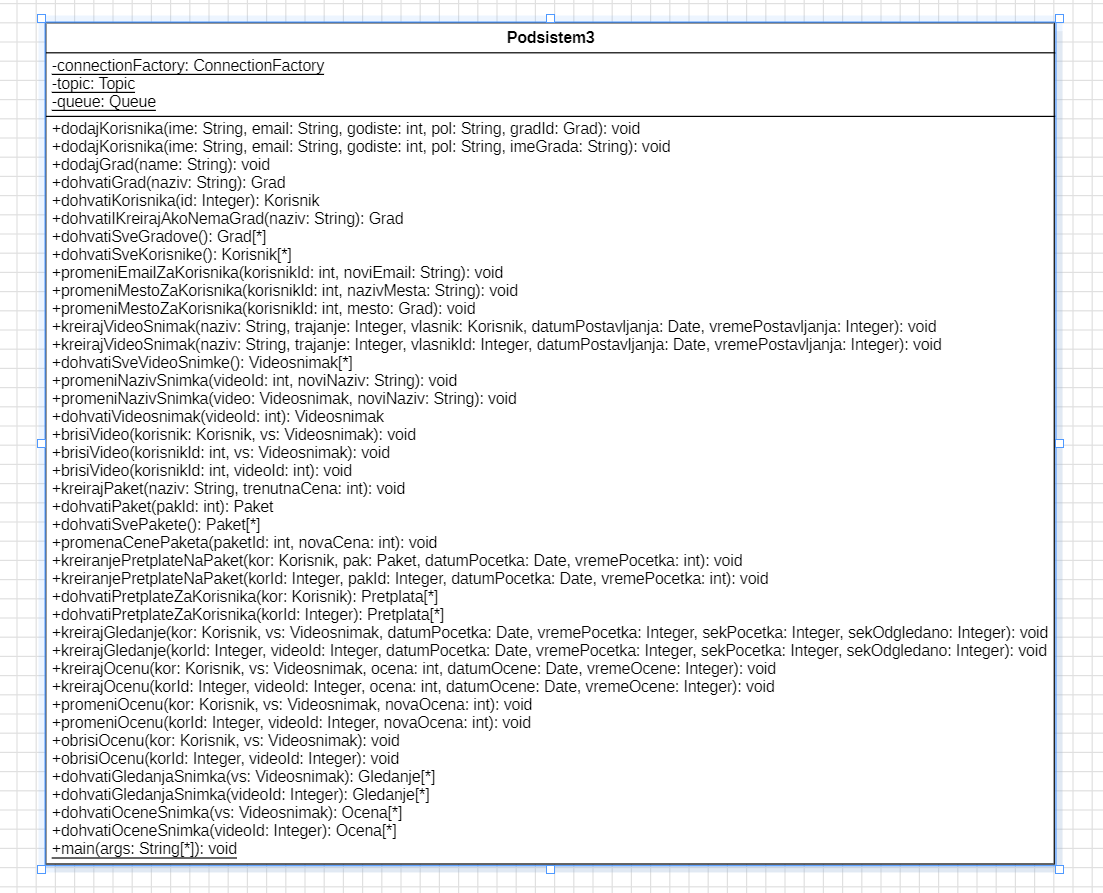 Podsistem3
-connectionFactory: ConnectionFactory
-topic: Topic
-queue: Queue
+dodajKorisnika(ime: String, email: String, godiste: int, pol: String, gradId: Grad): void
+dodajKorisnika(ime: String, email: String, godiste: int, pol: String, imeGrada: String): void
+dodajGrad(name: String): void
+dohvatiGrad(naziv: String): Grad
+dohvatiKorisnika(id: Integer): Korisnik
+dohvatiIKreirajAkoNemaGrad(naziv: String): Grad
+dohvatiSveGradove(): Grad[*]
+dohvatiSveKorisnike(): Korisnik[*]
+promeniEmailZaKorisnika(korisnikId: int, noviEmail: String): void
+promeniMestoZaKorisnika(korisnikId: int, nazivMesta: String): void
+promeniMestoZaKorisnika(korisnikId: int, mesto: Grad): void
+kreirajVideoSnimak(naziv: String, trajanje: Integer, vlasnik: Korisnik, datumPostavljanja: Date, vremePostavljanja: Integer): void
+kreirajVideoSnimak(naziv: String, trajanje: Integer, vlasnikId: Integer, datumPostavljanja: Date, vremePostavljanja: Integer): void
+dohvatiSveVideoSnimke(): Videosnimak[*]
+promeniNazivSnimka(videoId: int, noviNaziv: String): void
+promeniNazivSnimka(video: Videosnimak, noviNaziv: String): void
+dohvatiVideosnimak(videoId: int): Videosnimak
+brisiVideo(korisnik: Korisnik, vs: Videosnimak): void
+brisiVideo(korisnikId: int, vs: Videosnimak): void
+brisiVideo(korisnikId: int, videoId: int): void
+kreirajPaket(naziv: String, trenutnaCena: int): void
+dohvatiPaket(pakId: int): Paket
+dohvatiSvePakete(): Paket[*]
+promenaCenePaketa(paketId: int, novaCena: int): void
+kreiranjePretplateNaPaket(kor: Korisnik, pak: Paket, datumPocetka: Date, vremePocetka: int): void
+kreiranjePretplateNaPaket(korId: Integer, pakId: Integer, datumPocetka: Date, vremePocetka: int): void
+dohvatiPretplateZaKorisnika(kor: Korisnik): Pretplata[*]
+dohvatiPretplateZaKorisnika(korId: Integer): Pretplata[*]
+kreirajGledanje(kor: Korisnik, vs: Videosnimak, datumPocetka: Date, vremePocetka: Integer, sekPocetka: Integer, sekOdgledano: Integer): void
+kreirajGledanje(korId: Integer, videoId: Integer, datumPocetka: Date, vremePocetka: Integer, sekPocetka: Integer, sekOdgledano: Integer): void
+kreirajOcenu(kor: Korisnik, vs: Videosnimak, ocena: int, datumOcene: Date, vremeOcene: Integer): void
+kreirajOcenu(korId: Integer, videoId: Integer, ocena: int, datumOcene: Date, vremeOcene: Integer): void
+promeniOcenu(kor: Korisnik, vs: Videosnimak, novaOcena: int): void
+promeniOcenu(korId: Integer, videoId: Integer, novaOcena: int): void
+obrisiOcenu(kor: Korisnik, vs: Videosnimak): void
+obrisiOcenu(korId: Integer, videoId: Integer): void
+dohvatiGledanjaSnimka(vs: Videosnimak): Gledanje[*]
+dohvatiGledanjaSnimka(videoId: Integer): Gledanje[*]
+dohvatiOceneSnimka(vs: Videosnimak): Ocena[*]
+dohvatiOceneSnimka(videoId: Integer): Ocena[*]
+main(args: String[*]): void